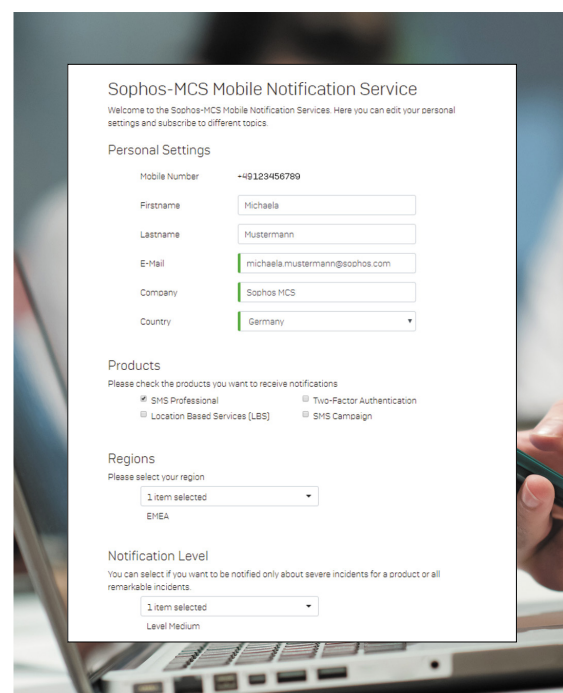 Sophos-MCS Mobile Notification Service
Welcome to the Sophos-MCS Mobile Notification Services. Here you can edit your personal
settings and subscribe to different topics.
Personal Settings
Mobile Number +49123456789
Firstname Michaela
Lastname Mustermann
E-Mail michaela.mustermann@sophos.com
Company Sophos MCS
Country Germany
Products
Please check the products you want to receive notifications
SMS Professional Two-Factor Authentication
Location Based Services (LBS) SMS Campaign
Regions
Please select your region
1 item selected
EMEA
Notification Level
You can select if you want to be notified only about severe incidents for a product or all
remarkable incidents.
1 item selected
Level Medium